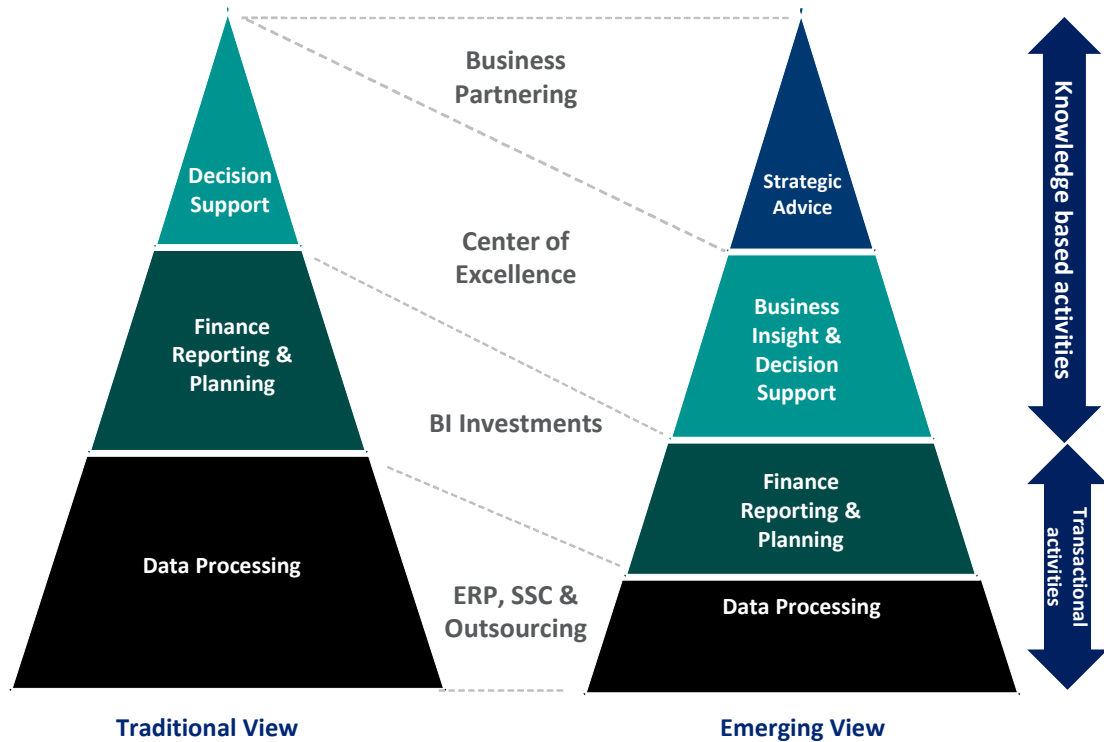 Decision
Support
Finance
Reporting &
Planning
Data Processing
Traditional View
Business
Partnering
Center of
Excellence
BI Investments
ERP, SSC &
Outsourcing
Strategic
Advice
Business
Insight &
Decision
Support
Finance
Reporting &
Planning
Data Processing
Emerging View
Knowledge based activities
Transactional
activities